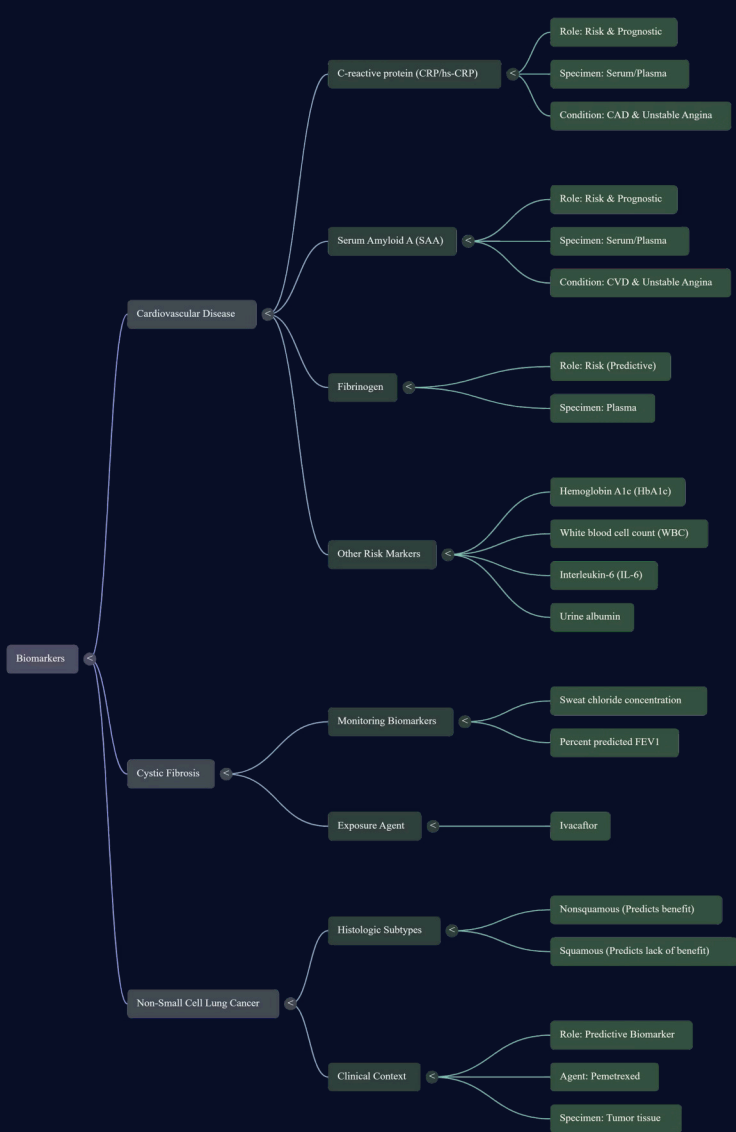 Role: Risk & Prognostic
C-reactive protein (CRP/hs-CRP)
<
Specimen: Serum/Plasma
Condition: CAD & Unstable Angina
Role: Risk & Prognostic
Serum Amyloid A (SAA)
<
Specimen: Serum/Plasma
Condition: CVD & Unstable Angina
Cardiovascular Disease
<
Role: Risk (Predictive)
Fibrinogen
<
Specimen: Plasma
Hemoglobin A1c (HbA1c)
White blood cell count (WBC)
Other Risk Markers
<
Interleukin-6 (IL-6)
Urine albumin
Biomarkers
<
Sweat chloride concentration
Monitoring Biomarkers
<
Percent predicted FEV1
Cystic Fibrosis
<
Exposure Agent
<
Ivacaftor
Nonsquamous (Predicts benefit)
Histologic Subtypes
<
Squamous (Predicts lack of benefit)
Non-Small Cell Lung Cancer
<
Role: Predictive Biomarker
Clinical Context
<
Agent: Pemetrexed
Specimen: Tumor tissue